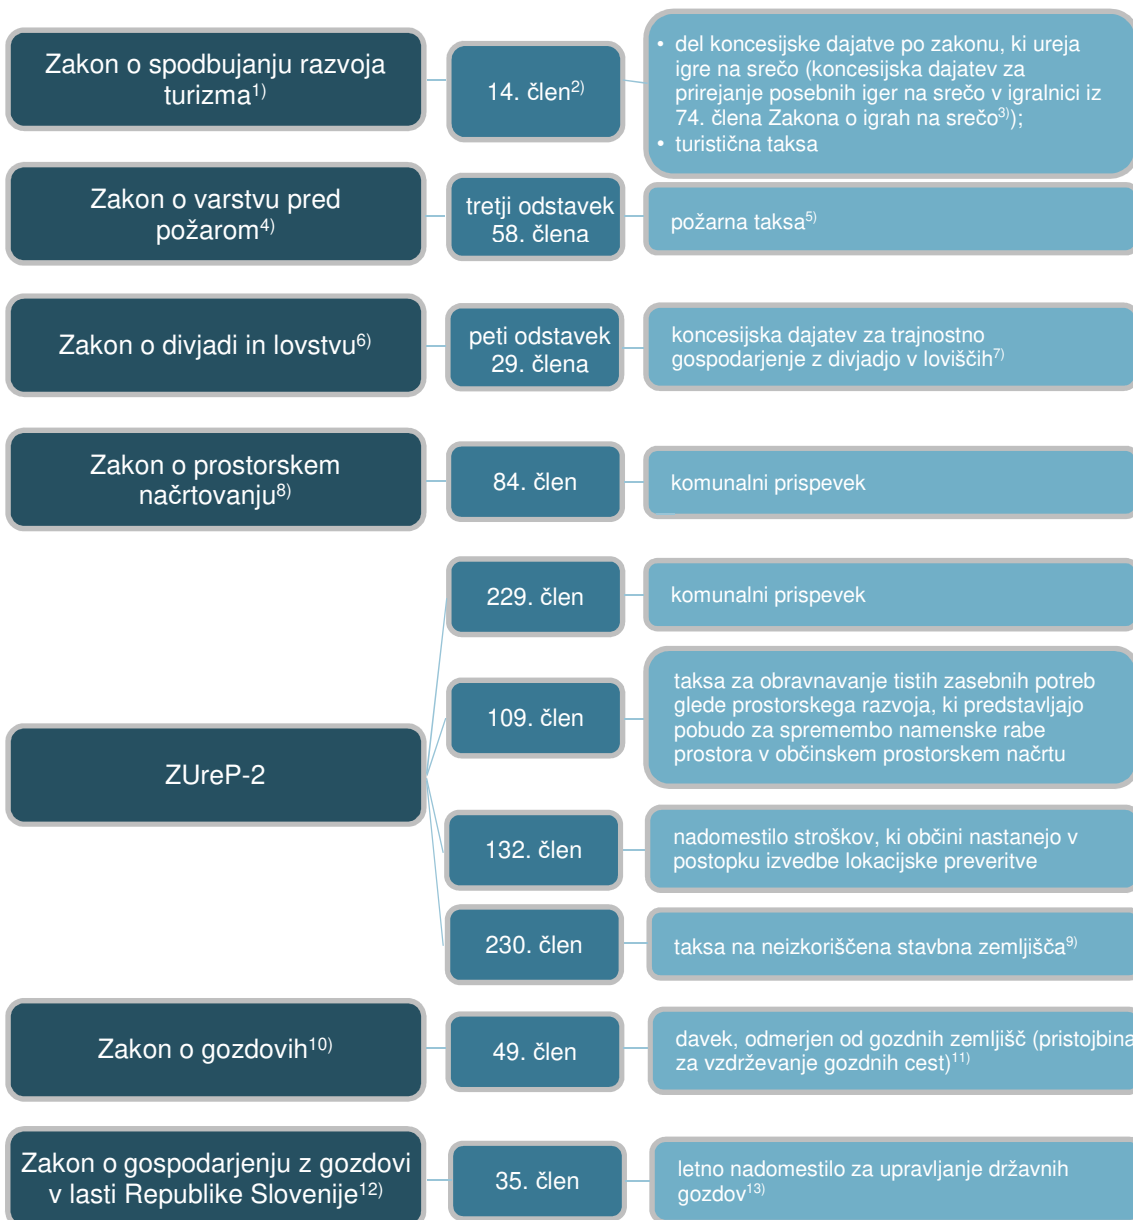 Zakon o spodbujanju razvoja
turizma1)
14. člen2)
• del koncesijske dajatve po zakonu, ki ureja
igre na srečo (koncesijska dajatev za
prirejanje posebnih iger na srečo v igralnici iz
74. člena Zakona o igrah na srečo3));
• turistična taksa
Zakon o varstvu pred
požarom4)
tretji odstavek
58. člena
požarna taksa5)
Zakon o divjadi in lovstvu6)
peti odstavek
29. člena
koncesijska dajatev za trajnostno
gospodarjenje z divjadjo v loviščih7)
Zakon o prostorskem
načrtovanju8)
84. člen
komunalni prispevek
ZUreP-2
229. člen
komunalni prispevek
109. člen
taksa za obravnavanje tistih zasebnih potreb
glede prostorskega razvoja, ki predstavljajo
pobudo za spremembo namenske rabe
prostora v občinskem prostorskem načrtu
132. člen
nadomestilo stroškov, ki občini nastanejo v
postopku izvedbe lokacijske preveritve
230. člen
taksa na neizkoriščena stavbna zemljišča9)
Zakon o gozdovih10)
49. člen
davek, odmerjen od gozdnih zemljišč (pristojbina
za vzdrževanje gozdnih cest)11)
Zakon o gospodarjenju z gozdovi
v lasti Republike Slovenije12)
35. člen
letno nadomestilo za upravljanje državnih
gozdov13)